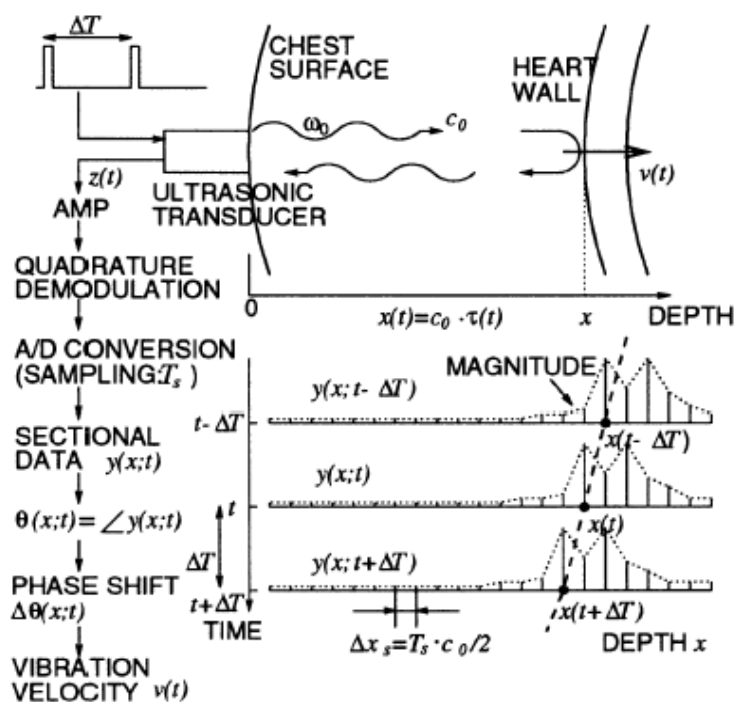 ΔT
CHEST
SURFACE
HEART
WALL
ω₀
c₀
z(t)
v(t)
ULTRASONIC
TRANSDUCER
AMP
QUADRATURE
DEMODULATION
0
x(t)=c₀·τ(t)
x
DEPTH
A/D CONVERSION
(SAMPLING:Tₛ)
MAGNITUDE
y(x;t-ΔT)
t-ΔT
x(t-ΔT)
SECTIONAL
DATA y(x;t)
y(x;t)
t
x(t)
θ(x;t)=∠y(x;t)
ΔT
y(x;t+ΔT)
PHASE SHIFT
Δθ(x;t)
t+ΔT
TIME
x(t+ΔT)
Δxₛ=Tₛ·c₀/2
DEPTH x
VIBRATION
VELOCITY v(t)